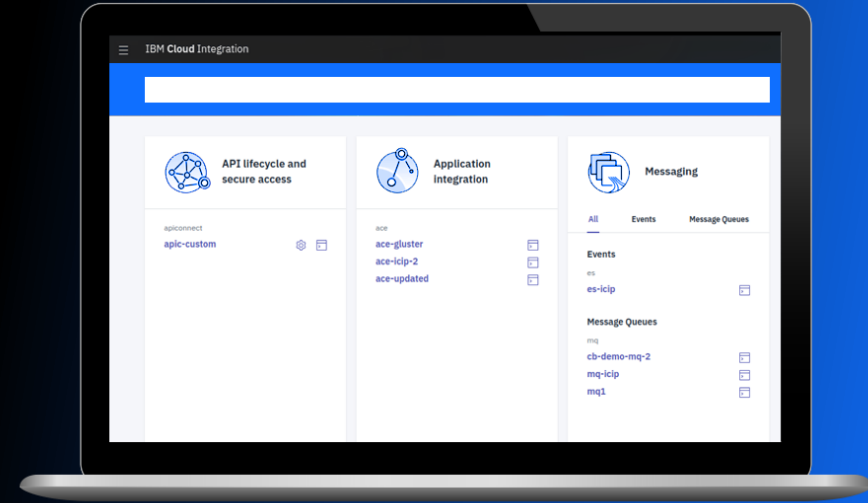 IBM Cloud Integration
API lifecycle and
secure access
apiconnect
apic-custom
Application
integration
ace
ace-gluster
ace-icip-2
ace-updated
Messaging
All Events Message Queues
Events
es
es-icip
Message Queues
mq
cb-demo-mq-2
mq-icip
mq1